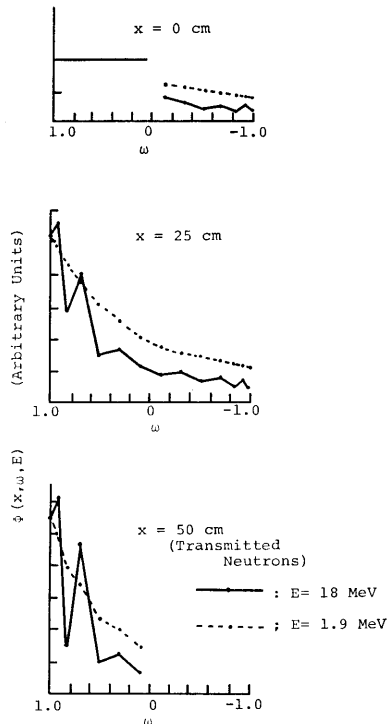 x = 0 cm
1.0 0 -1.0
ω
x = 25 cm
1.0 0 -1.0
ω
Φ(x,ω,E) (Arbitrary Units)
x = 50 cm
(Transmitted
Neutrons)
: E= 18 MeV
; E= 1.9 MeV
1.0 0 -1.0
ω